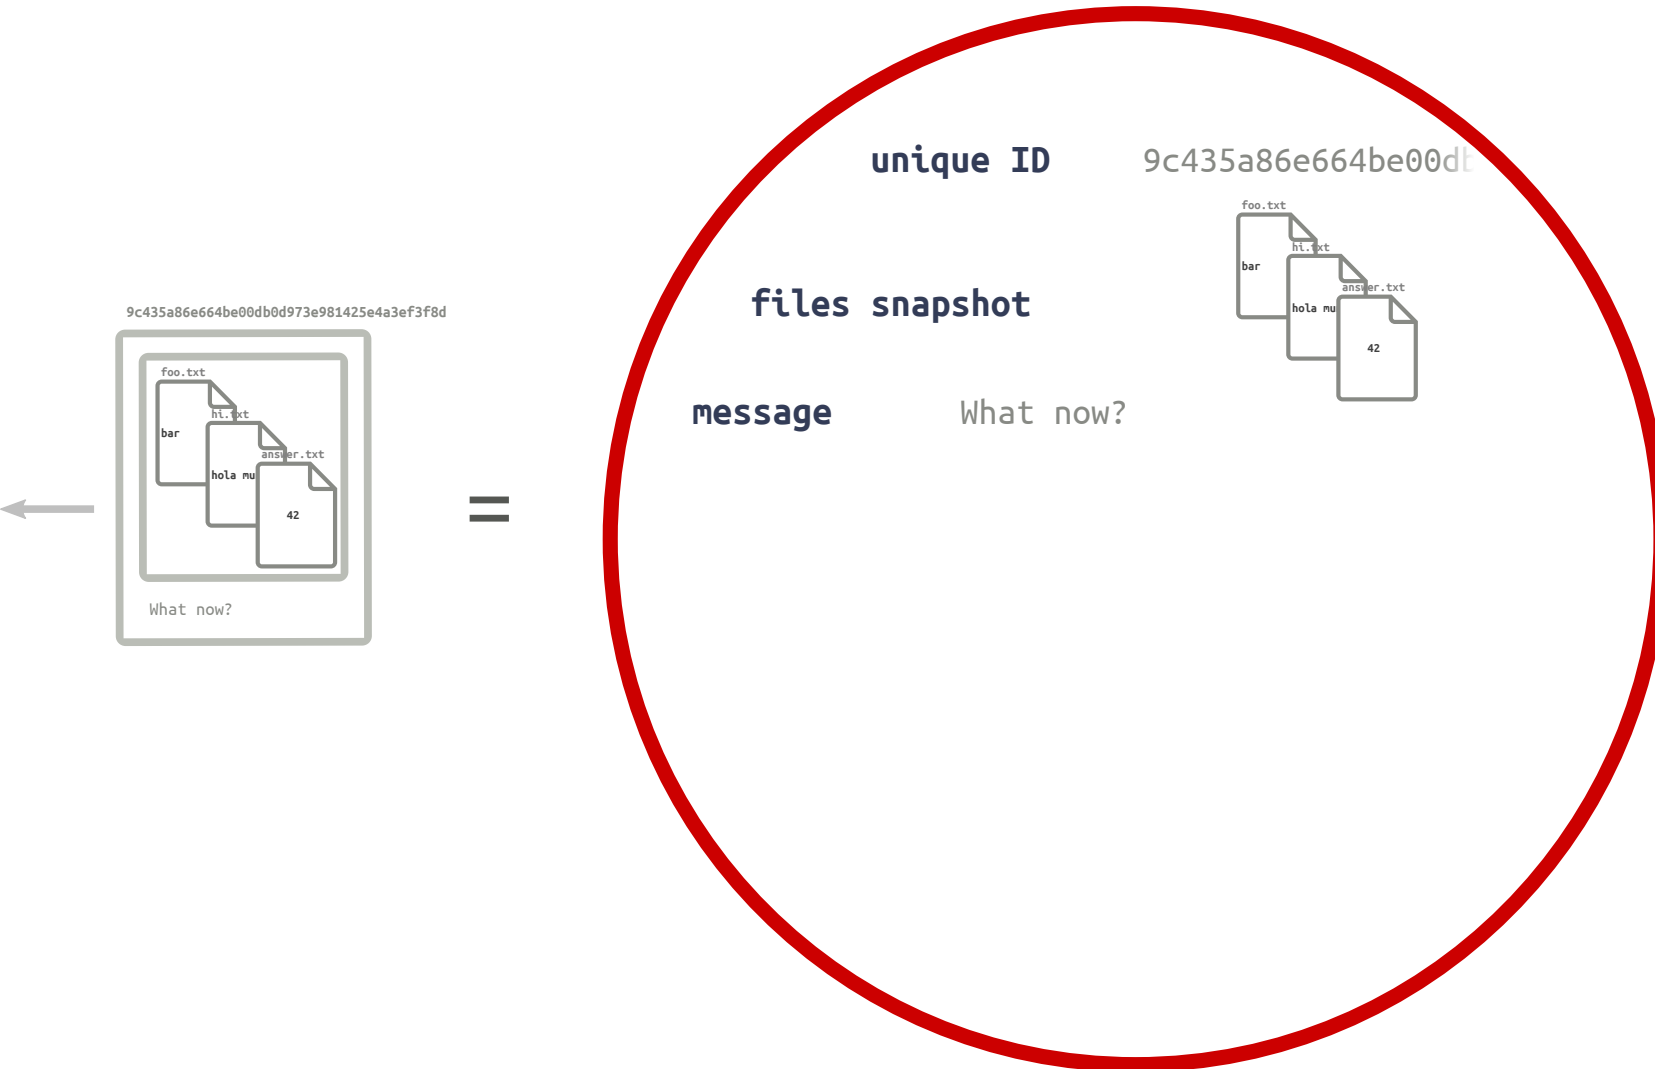 9c435a86e664be00db0d973e981425e4a3ef3f8d
foo.txt
hi.txt
bar
answer.txt
hola mu
42
What now?
=
unique ID 9c435a86e664be00db
foo.txt
hi.txt
bar
answer.txt
files snapshot
hola mu
42
message What now?